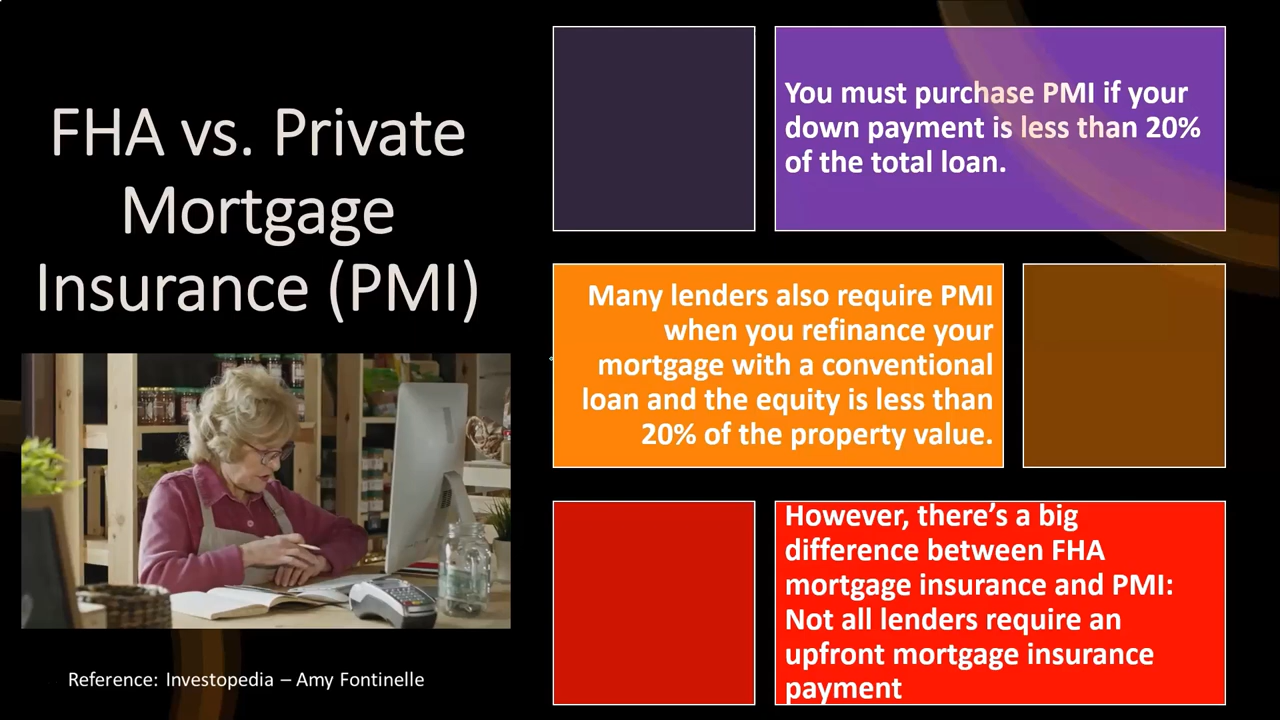 FHA vs. Private
Mortgage
Insurance (PMI)
Reference: Investopedia – Amy Fontinelle
You must purchase PMI if your
down payment is less than 20%
of the total loan.
Many lenders also require PMI
when you refinance your
mortgage with a conventional
loan and the equity is less than
20% of the property value.
However, there’s a big
difference between FHA
mortgage insurance and PMI:
Not all lenders require an
upfront mortgage insurance
payment